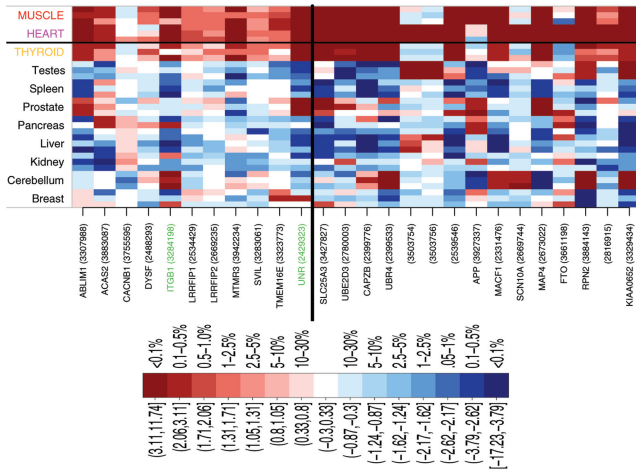 MUSCLE
HEART
THYROID
Testes
Spleen
Prostate
Pancreas
Liver
Kidney
Cerebellum
Breast
ABLIM1 (3307988)
ACAS2 (3883087)
CACNB1 (3755595)
DYSF (2488293)
ITGB1 (3284198)
LRRFIP1 (2534429)
LRRFIP2 (2669235)
MTMR3 (3942234)
SVIL (3283061)
TMEM16E (3323773)
UNR (2429323)
SLC25A3 (3427827)
UBE2D3 (2780003)
CAPZB (2399776)
UBR4 (2399533)
(3503754)
(3503756)
(2539546)
APP (3927337)
MACF1 (2331476)
SCN10A (2669744)
MAP4 (2673022)
FTO (3661198)
RPN2 (3884143)
(2816915)
KIAA0652 (3329434)
<0.1%
0.1–0.5%
0.5–1.0%
1–2.5%
2.5–5%
5–10%
10–30%
10–30%
5–10%
2.5–5%
1–2.5%
.05–1%
0.1–0.5%
<0.1%
(3.11,11.74]
(2.06,3.11]
(1.71,2.06]
(1.31,1.71]
(1.05,1.31]
(0.8,1.05]
(0.33,0.8]
(-0.3,0.33]
(-0.87,-0.3]
(-1.24,-0.87]
(-1.62,-1.24]
(-2.17,-1.62]
(-2.62,-2.17]
(-3.79,-2.62]
[-17.23,-3.79]